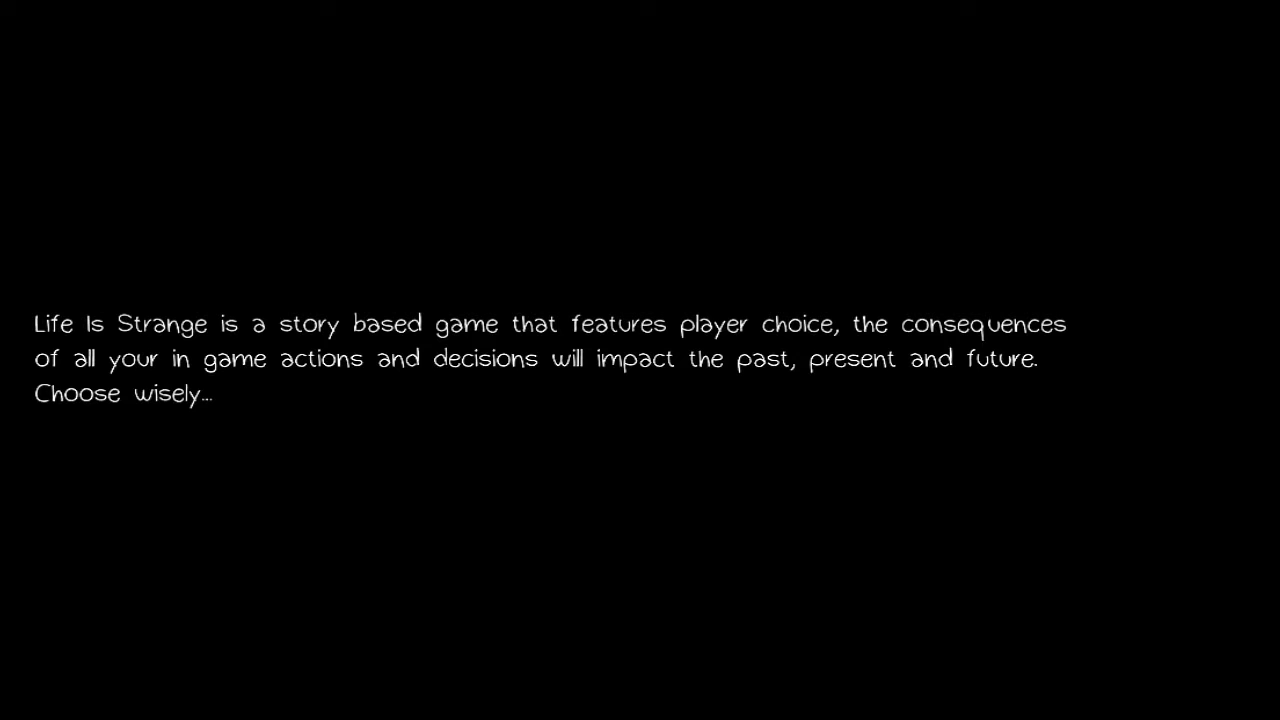 Life Is Strange is a story based game that features player choice, the consequences
of all your in game actions and decisions will impact the past, present and future.
Choose wisely...